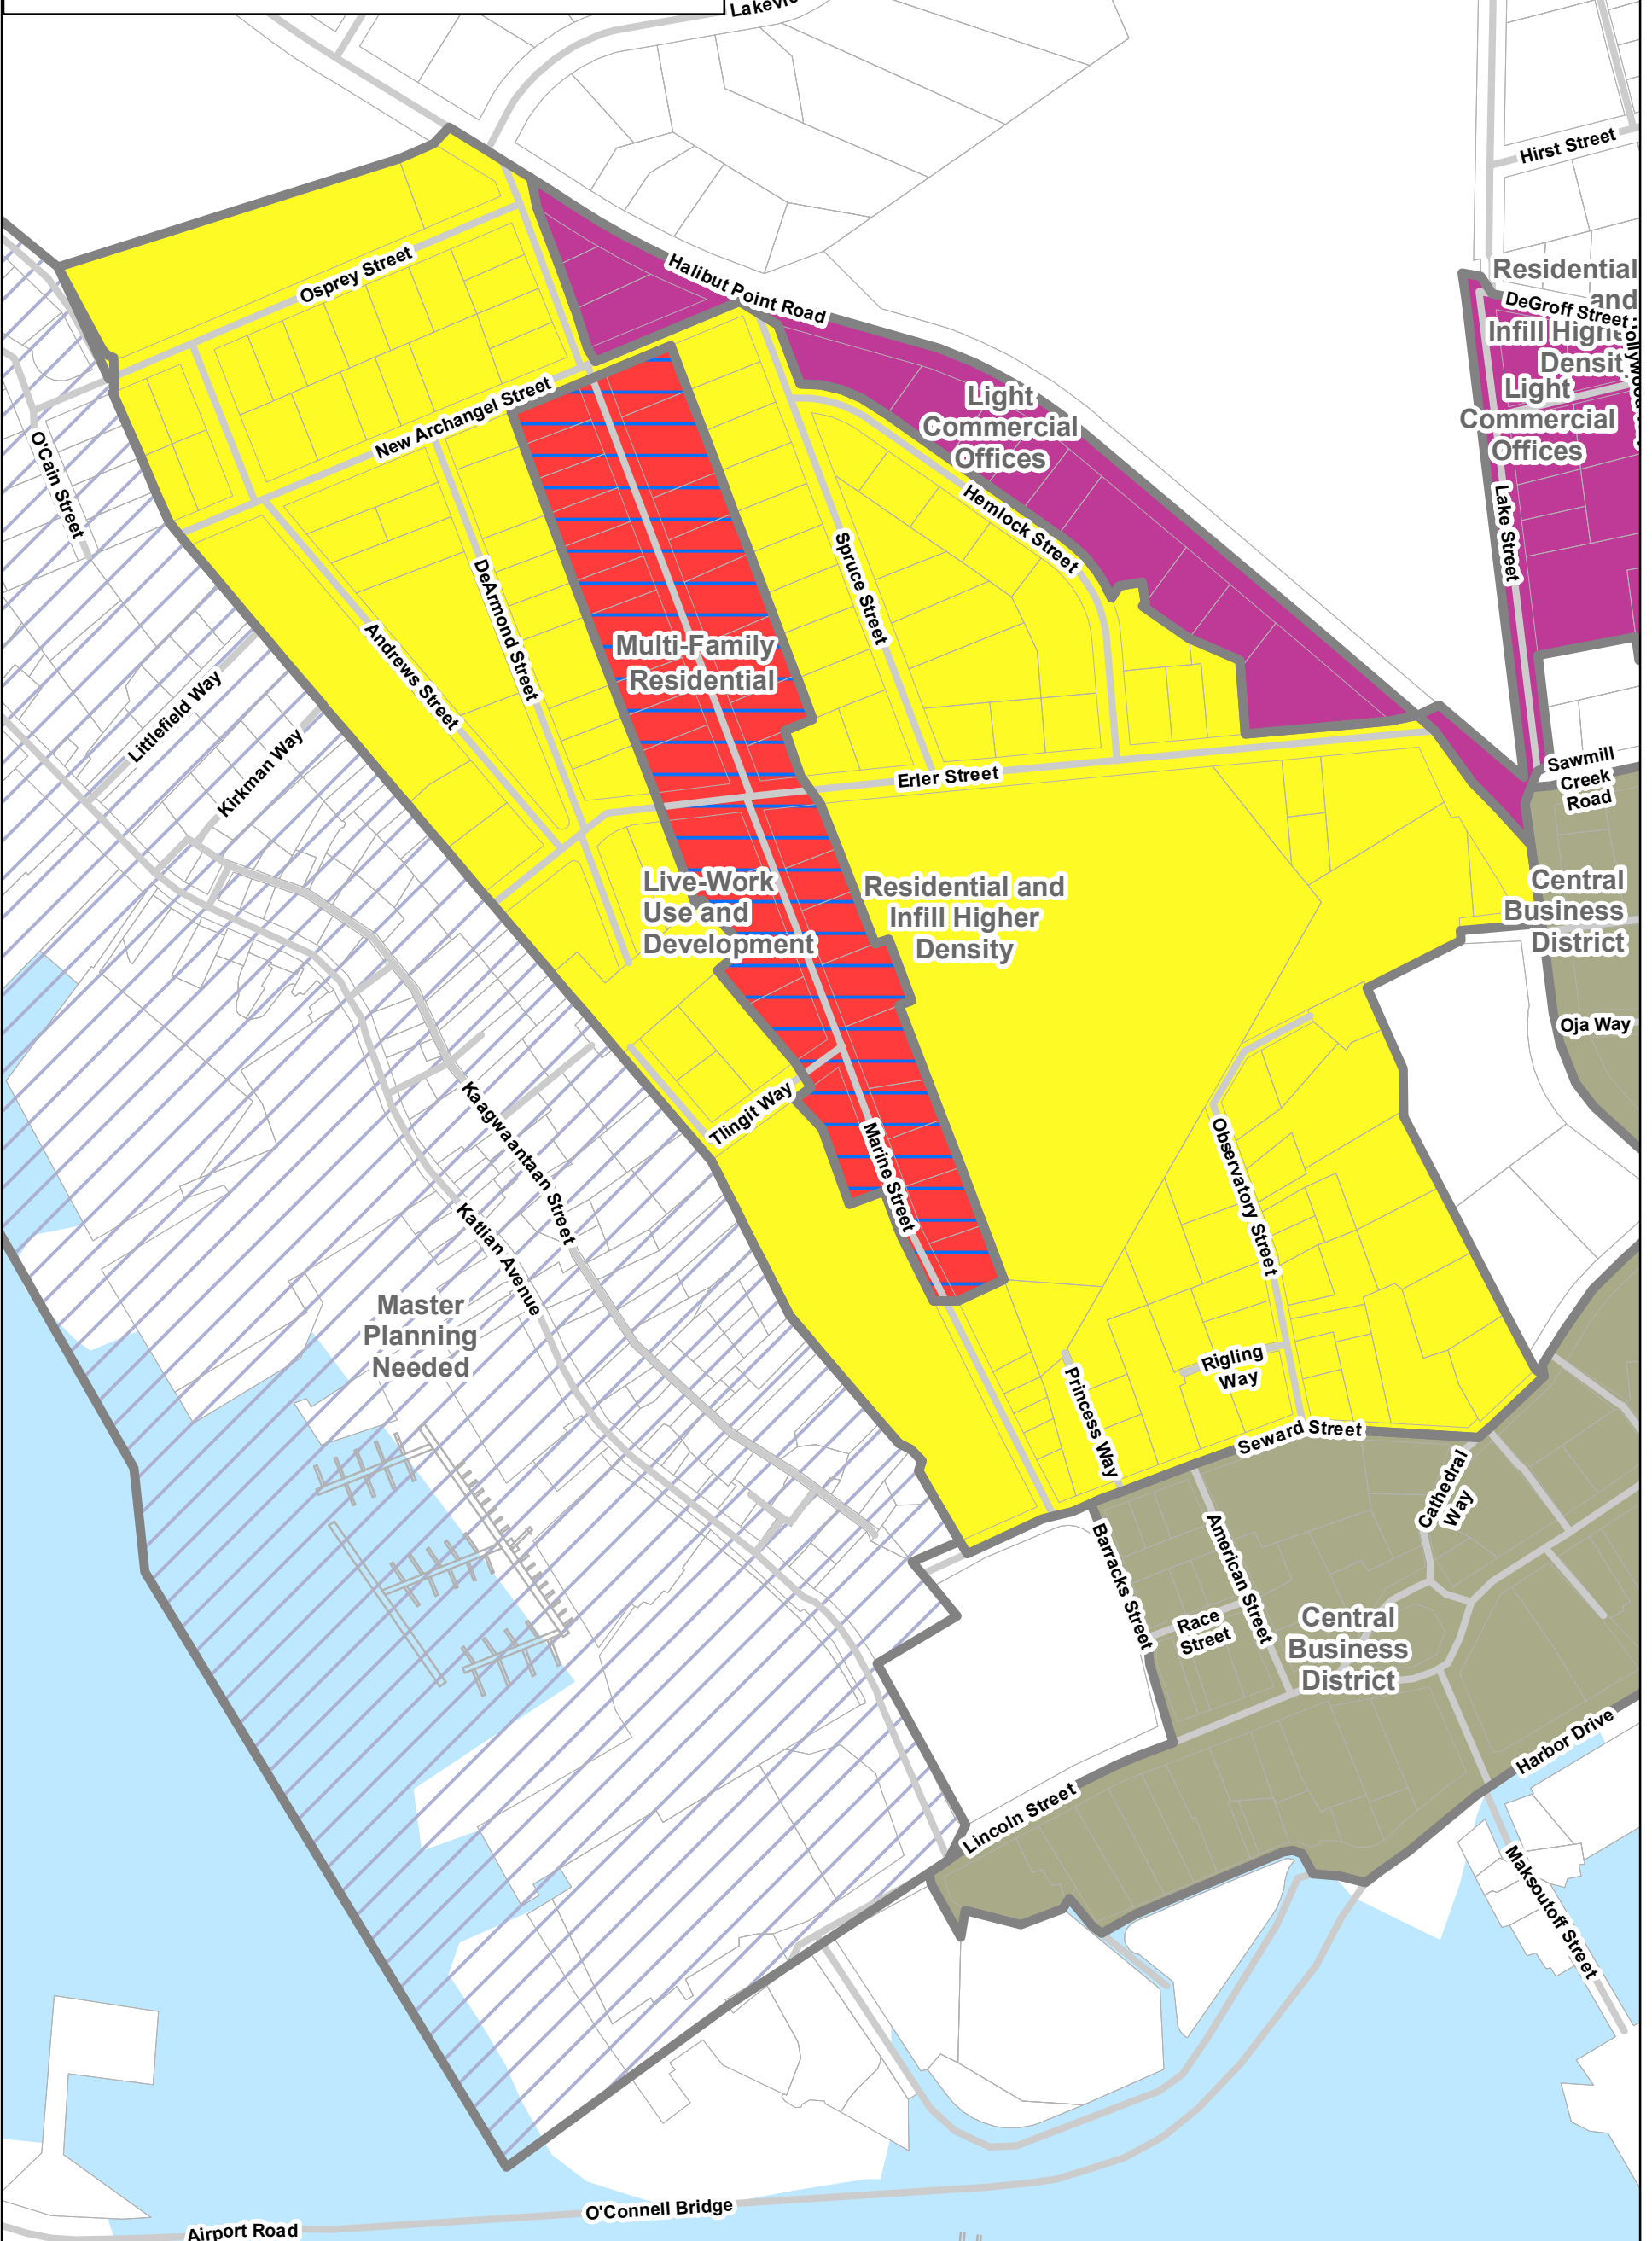 Hirst Street
Residential
and
Infill
DeGroff Street
Osprey Street
Halibut Point Road
New Archangel Street
Light
Commercial
Offices
Light
Commercial
Offices
O'Cain Street
Hemlock Street
Lake Street
Spruce Street
DeArmond Street
Andrews Street
Multi-Family
Residential
Littlefield Way
Kirkman Way
Erler Street
Sawmill
Creek
Road
Live-Work
Use and
Development
Residential and
Infill Higher
Density
Central
Business
District
Oja Way
Tlingit Way
Kaagwaantaan Street
Marine Street
Observatory Street
Katlian Avenue
Master
Planning
Needed
Rigling
Way
Princess Way
Seward Street
Cathedral
Way
American Street
Barracks Street
Race
Street
Central
Business
District
Harbor Drive
Lincoln Street
Maksoutoff Street
O'Connell Bridge
Airport Road